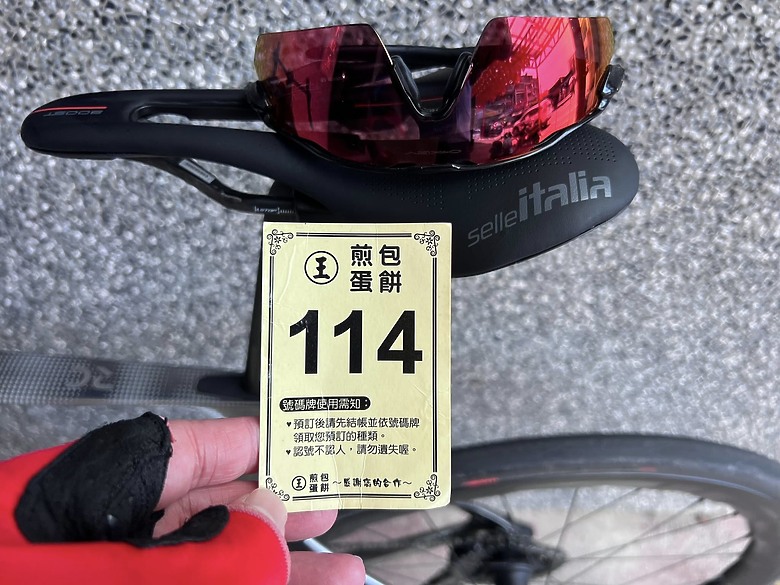 BOOST
selle italia
王 煎包
蛋餅
114
號碼牌使用需知：
♥預訂後請先結帳並依號碼牌
領取您預訂的種類。
♥認號不認人，請勿遺失喔。
王 煎包
蛋餅 ～感謝您的合作～